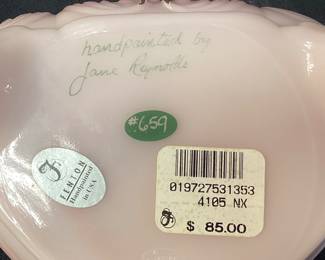 handpainted by
Jane Reynolds
#659
F
FENTON
Handpainted
in USA
019727531353
4105 NX
$ 85.00